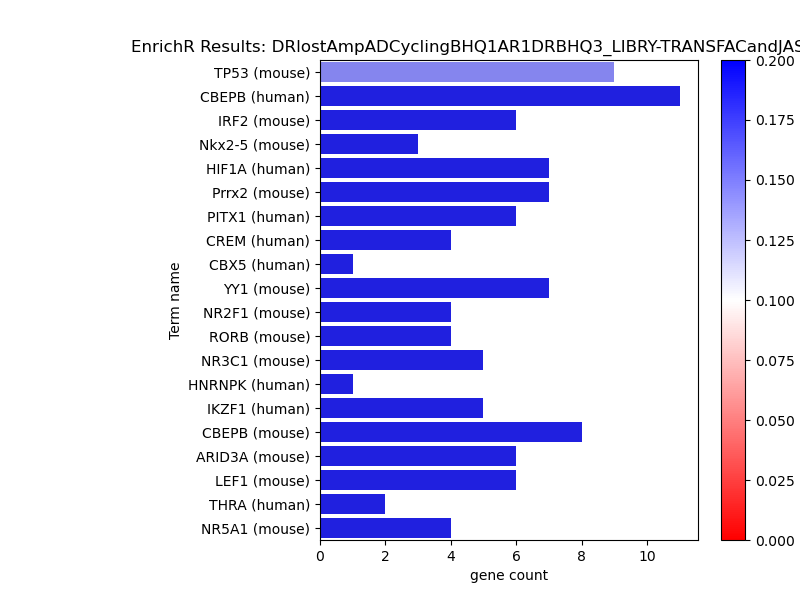 EnrichR Results: DRlostAmpADCyclingBHQ1AR1DRBHQ3_LIBRY-TRANSFACandJAS
TP53 (mouse)
CBEPB (human)
IRF2 (mouse)
Nkx2-5 (mouse)
HIF1A (human)
Prrx2 (mouse)
PITX1 (human)
CREM (human)
CBX5 (human)
YY1 (mouse)
NR2F1 (mouse)
RORB (mouse)
NR3C1 (mouse)
HNRNPK (human)
IKZF1 (human)
CBEPB (mouse)
ARID3A (mouse)
LEF1 (mouse)
THRA (human)
NR5A1 (mouse)
Term name
0 2 4 6 8 10
gene count
0.200
0.175
0.150
0.125
0.100
0.075
0.050
0.025
0.000